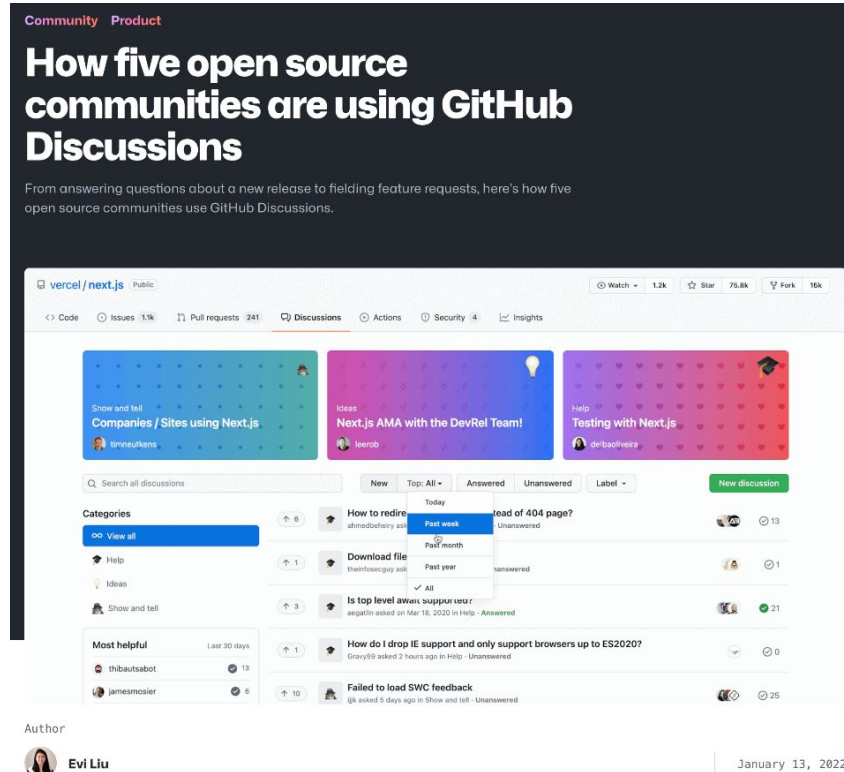 Community Product
How five open source
communities are using GitHub
Discussions
From answering questions about a new release to fielding feature requests, here's how five
open source communities use GitHub Discussions.
vercel / next.js Public
Watch 1.2k Star 75.8k Fork 16k
Code Issues 1.1k Pull requests 241 Discussions Actions Security 4 Insights
Show and tell
Companies / Sites using Next.js
timneutkens
Ideas
Next.js AMA with the DevRel Team!
leerob
Help
Testing with Next.js
delbaoliveira
Search all discussions
New Top: All Answered Unanswered Label New discussion
Today
Past week
Past month
Past year
All
Categories
View all
Help
Ideas
Show and tell
Most helpful Last 30 days
thibautsabot 13
jamesmosier 6
6 How to redire tead of 404 page?
ahmedbeheiry ask - Unanswered
13
1 Download file
theinfosecguy ask nanswered
1
3 Is top level await supported?
aegatlin asked on Mar 18, 2020 in Help - Answered
21
1 How do I drop IE support and only support browsers up to ES2020?
Gravy59 asked 2 hours ago in Help - Unanswered
0
10 Failed to load SWC feedback
ijjk asked 5 days ago in Show and tell - Unanswered
25
Author
Evi Liu
January 13, 2022